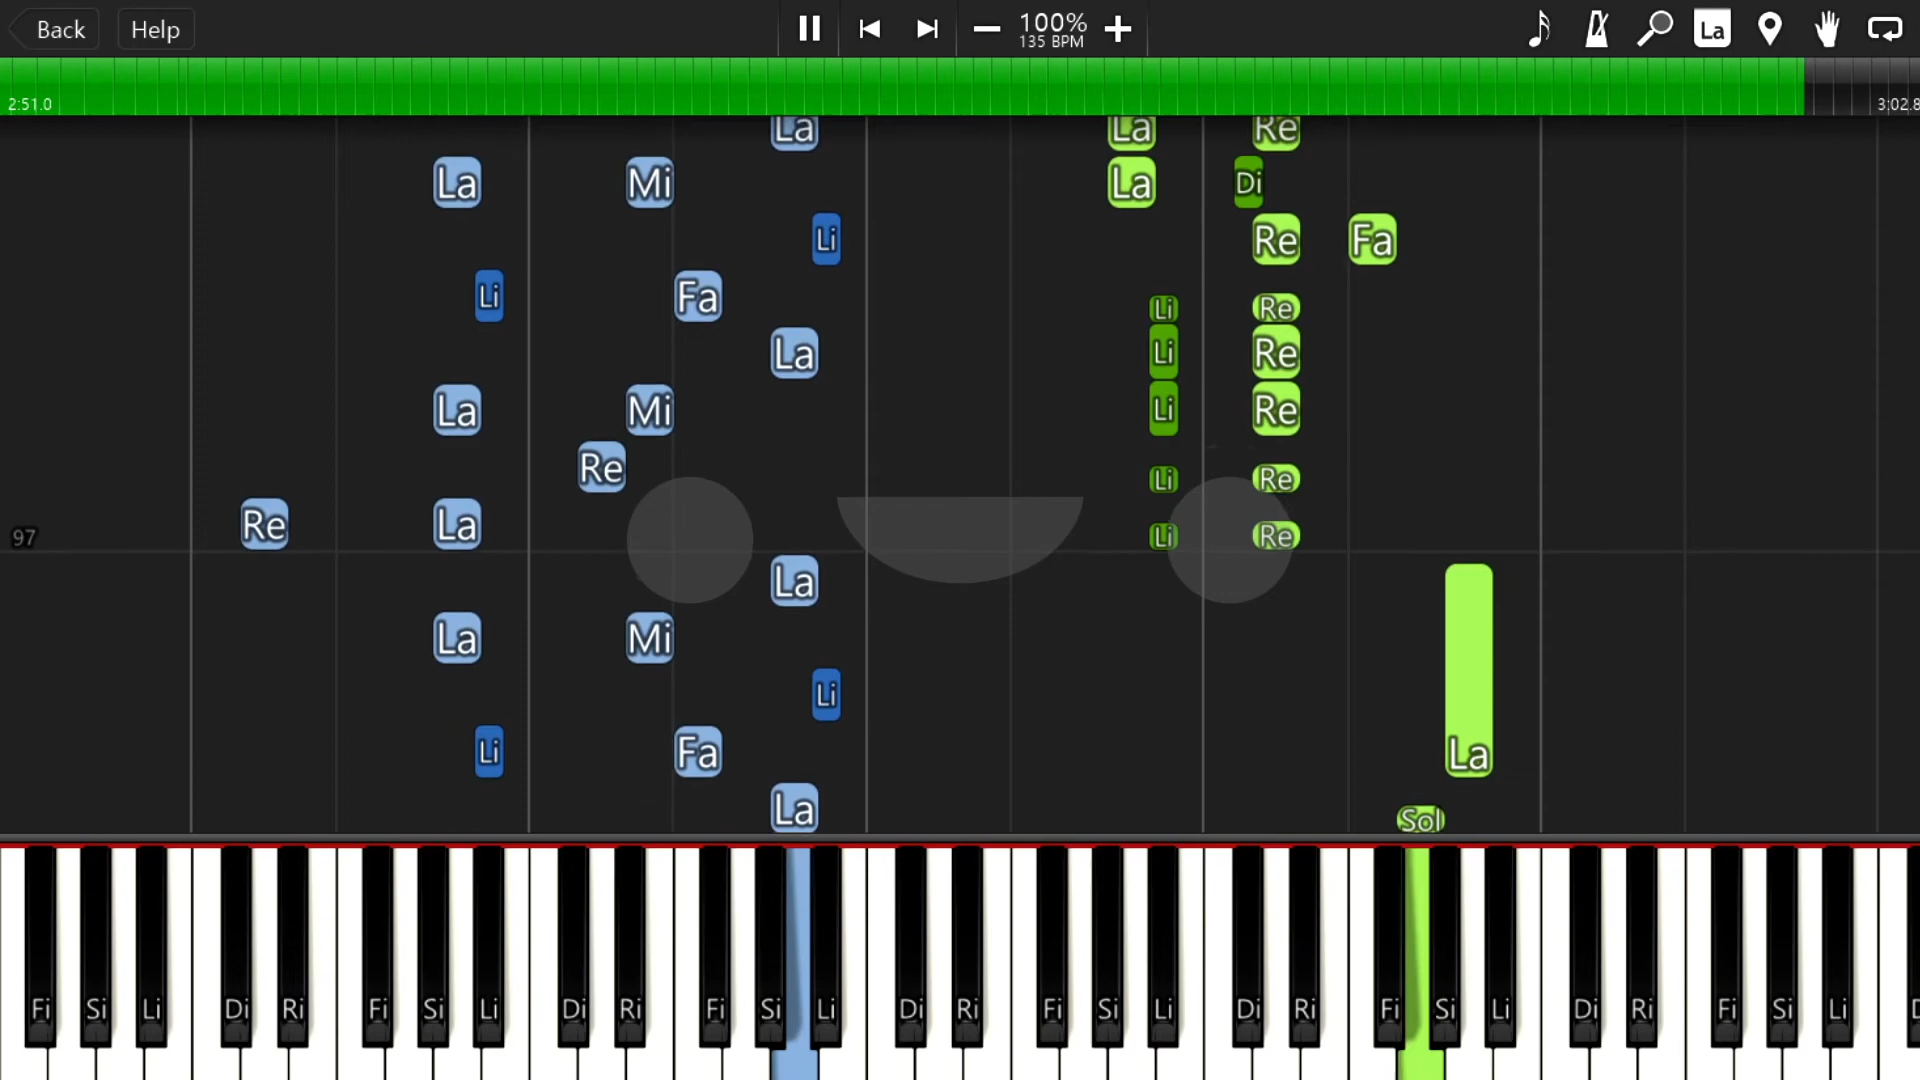 Back Help 100% La
135 BPM
2:51.0 3:02.8
La La Re
La Mi La Di
Li Re Fa
Li Fa Li Re
La Li Re
La Mi Li Re
Re Li Re
97 Re La Li Re
La
La Mi
Li
Li Fa La
La Sol
Fi Si Li Di Ri Fi Si Li Di Ri Fi Si Li Di Ri Fi Si Li Di Ri Fi Si Li Di Ri Fi Si Li